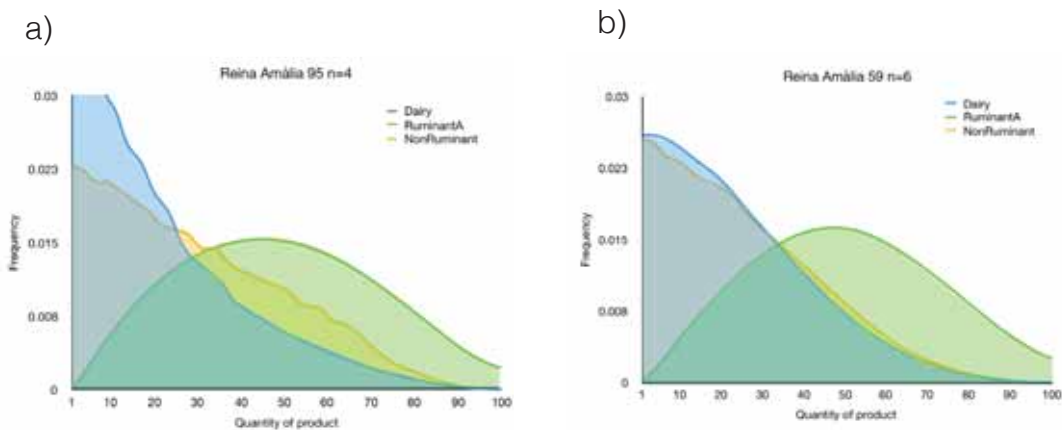 a)
Reina Amàlia 95 n=4
0.03
0.023
0.015
0.008
0
Frequency
Dairy
RuminantA
NonRuminant
1 10 20 30 40 50 60 70 80 90 100
Quantity of product
b)
Reina Amàlia 59 n=6
0.03
0.023
0.015
0.008
0
Frequency
Dairy
RuminantA
NonRuminant
1 10 20 30 40 50 60 70 80 90 100
Quantity of product